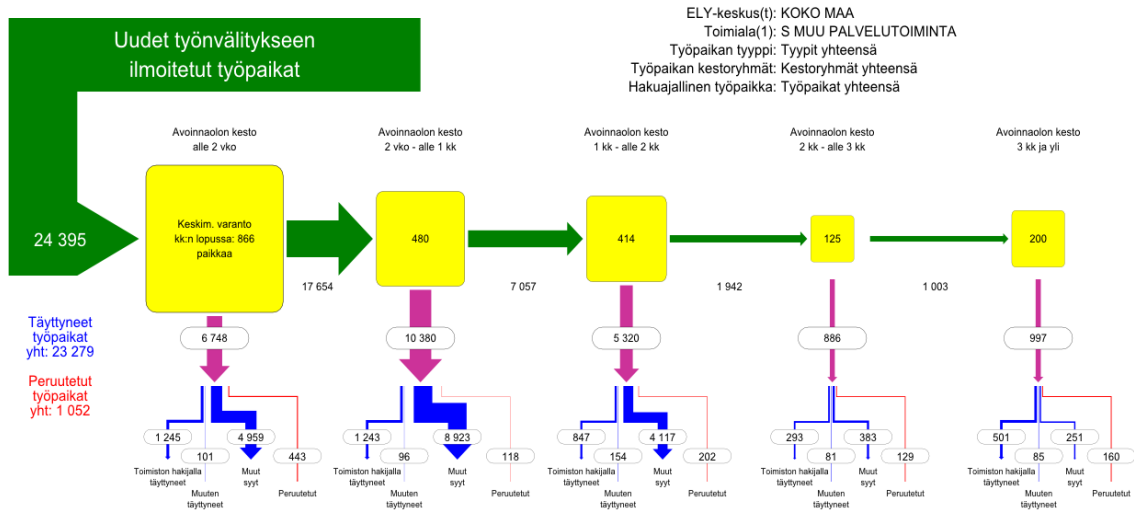 Uudet työnvälitykseen
ilmoitetut työpaikat
ELY-keskus(t): KOKO MAA
Toimiala(1): S MUU PALVELUTOIMINTA
Työpaikan tyyppi: Tyypit yhteensä
Työpaikan kestoryhmät: Kestoryhmät yhteensä
Hakuajallinen työpaikka: Työpaikat yhteensä
Avoinnaolon kesto
alle 2 vko
Avoinnaolon kesto
2 vko - alle 1 kk
Avoinnaolon kesto
1 kk - alle 2 kk
Avoinnaolon kesto
2 kk - alle 3 kk
Avoinnaolon kesto
3 kk ja yli
24 395
Keskim. varanto
kk:n lopussa: 866
paikkaa
480
414
125
200
17 654
7 057
1 942
1 003
Täyttyneet
työpaikat
yht: 23 279
6 748
10 380
5 320
886
997
Peruutetut
työpaikat
yht: 1 052
1 245
4 959
101
443
Toimiston hakijalla
täyttyneet
Muut
syyt
Muuten
täyttyneet
Peruutetut
1 243
8 923
96
118
Toimiston hakijalla
täyttyneet
Muut
syyt
Muuten
täyttyneet
Peruutetut
847
4 117
154
202
Toimiston hakijalla
täyttyneet
Muut
syyt
Muuten
täyttyneet
Peruutetut
293
383
81
129
Toimiston hakijalla
täyttyneet
Muut
syyt
Muuten
täyttyneet
Peruutetut
501
251
85
160
Toimiston hakijalla
täyttyneet
Muut
syyt
Muuten
täyttyneet
Peruutetut